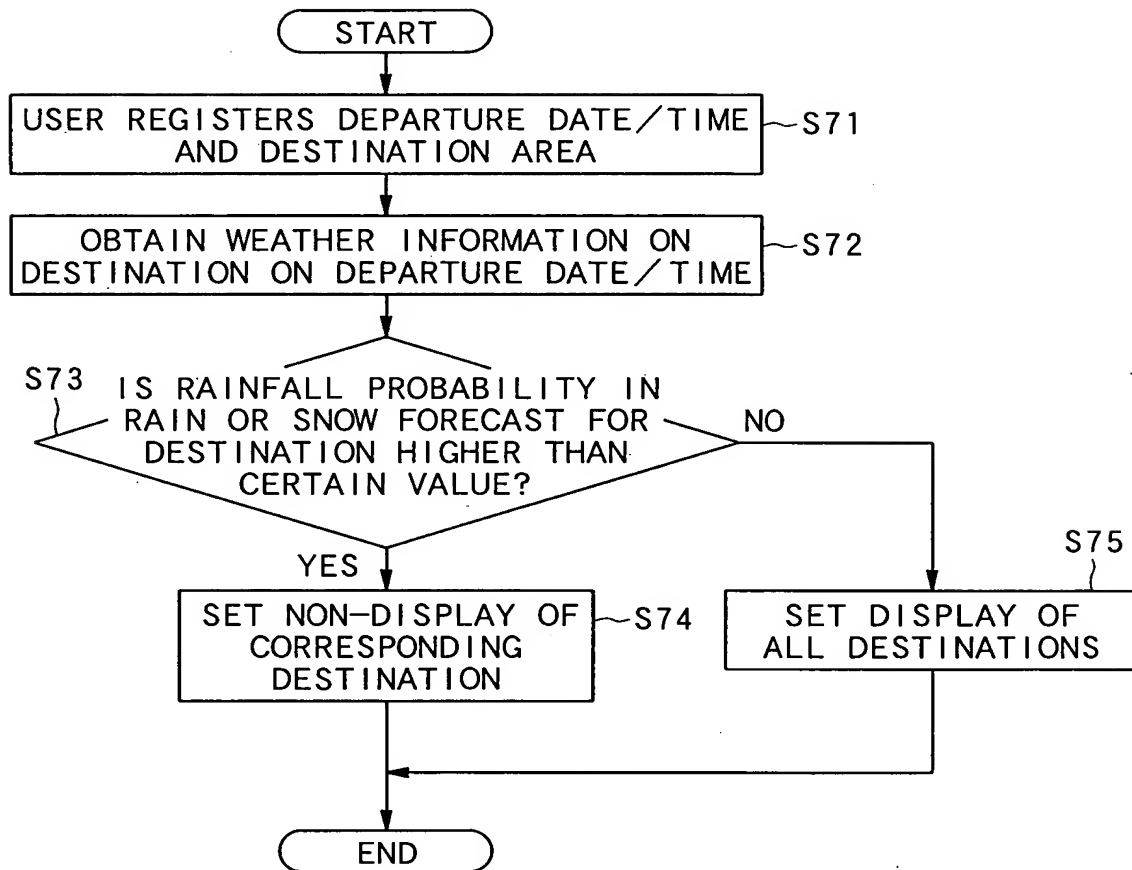 START
USER REGISTERS DEPARTURE DATE/TIME
AND DESTINATION AREA
S71
OBTAIN WEATHER INFORMATION ON
DESTINATION ON DEPARTURE DATE/TIME
S72
S73
IS RAINFALL PROBABILITY IN
RAIN OR SNOW FORECAST FOR
DESTINATION HIGHER THAN
CERTAIN VALUE?
NO
YES
SET NON-DISPLAY OF
CORRESPONDING
DESTINATION
S74
S75
SET DISPLAY OF
ALL DESTINATIONS
END